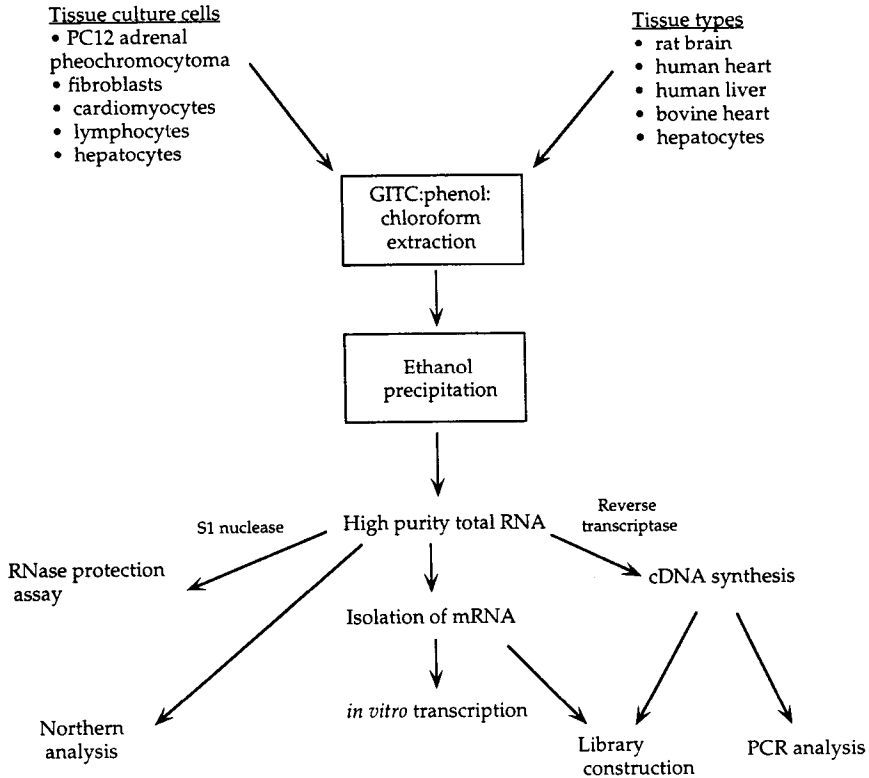 Tissue culture cells
• PC12 adrenal
pheochromocytoma
• fibroblasts
• cardiomyocytes
• lymphocytes
• hepatocytes
Tissue types
• rat brain
• human heart
• human liver
• bovine heart
• hepatocytes
GITC:phenol:
chloroform
extraction
Ethanol
precipitation
S1 nuclease
High purity total RNA
Reverse
transcriptase
RNase protection
assay
cDNA synthesis
Isolation of mRNA
in vitro transcription
Northern
analysis
Library
construction
PCR analysis